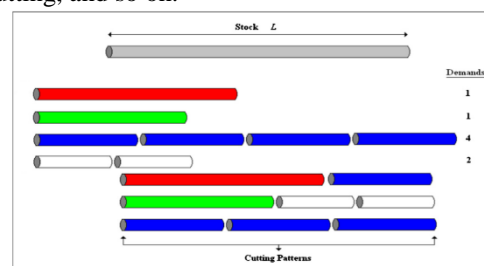 cutting, and so on.
Stock L
Demands
1
1
4
2
Cutting Patterns